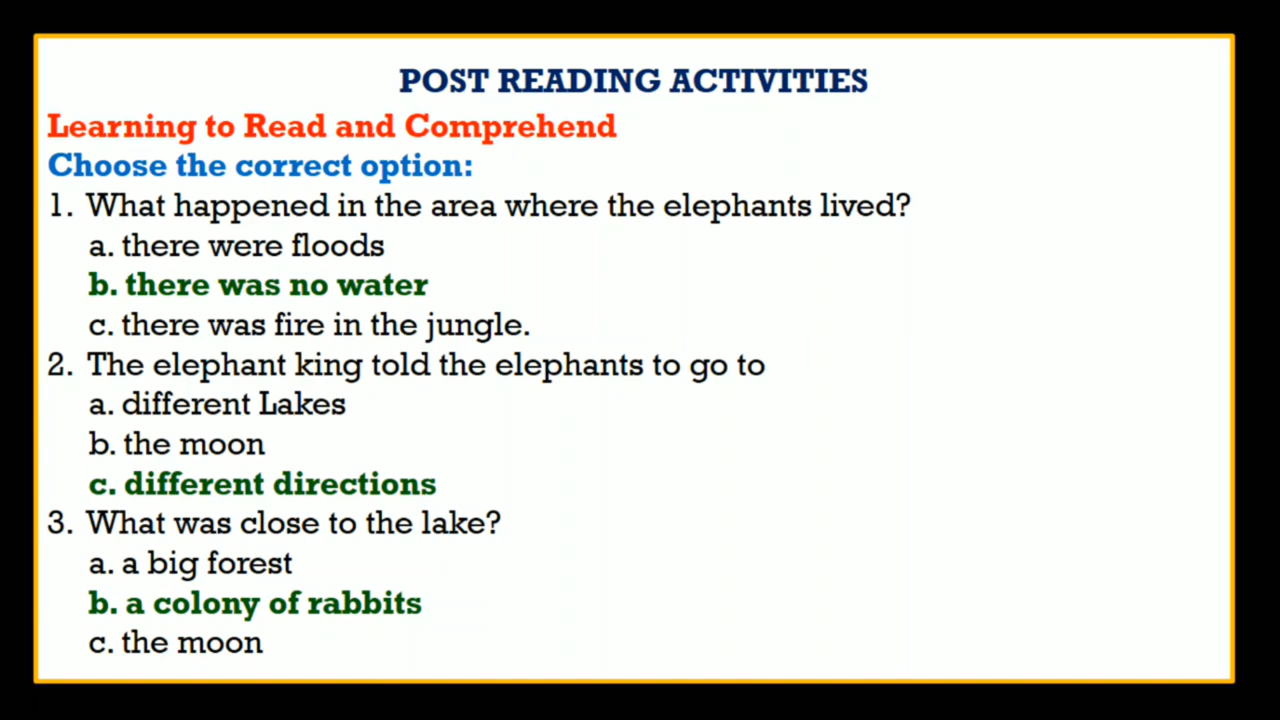 POST READING ACTIVITIES
Learning to Read and Comprehend
Choose the correct option:
1. What happened in the area where the elephants lived?
a. there were floods
b. there was no water
c. there was fire in the jungle.
2. The elephant king told the elephants to go to
a. different Lakes
b. the moon
c. different directions
3. What was close to the lake?
a. a big forest
b. a colony of rabbits
c. the moon